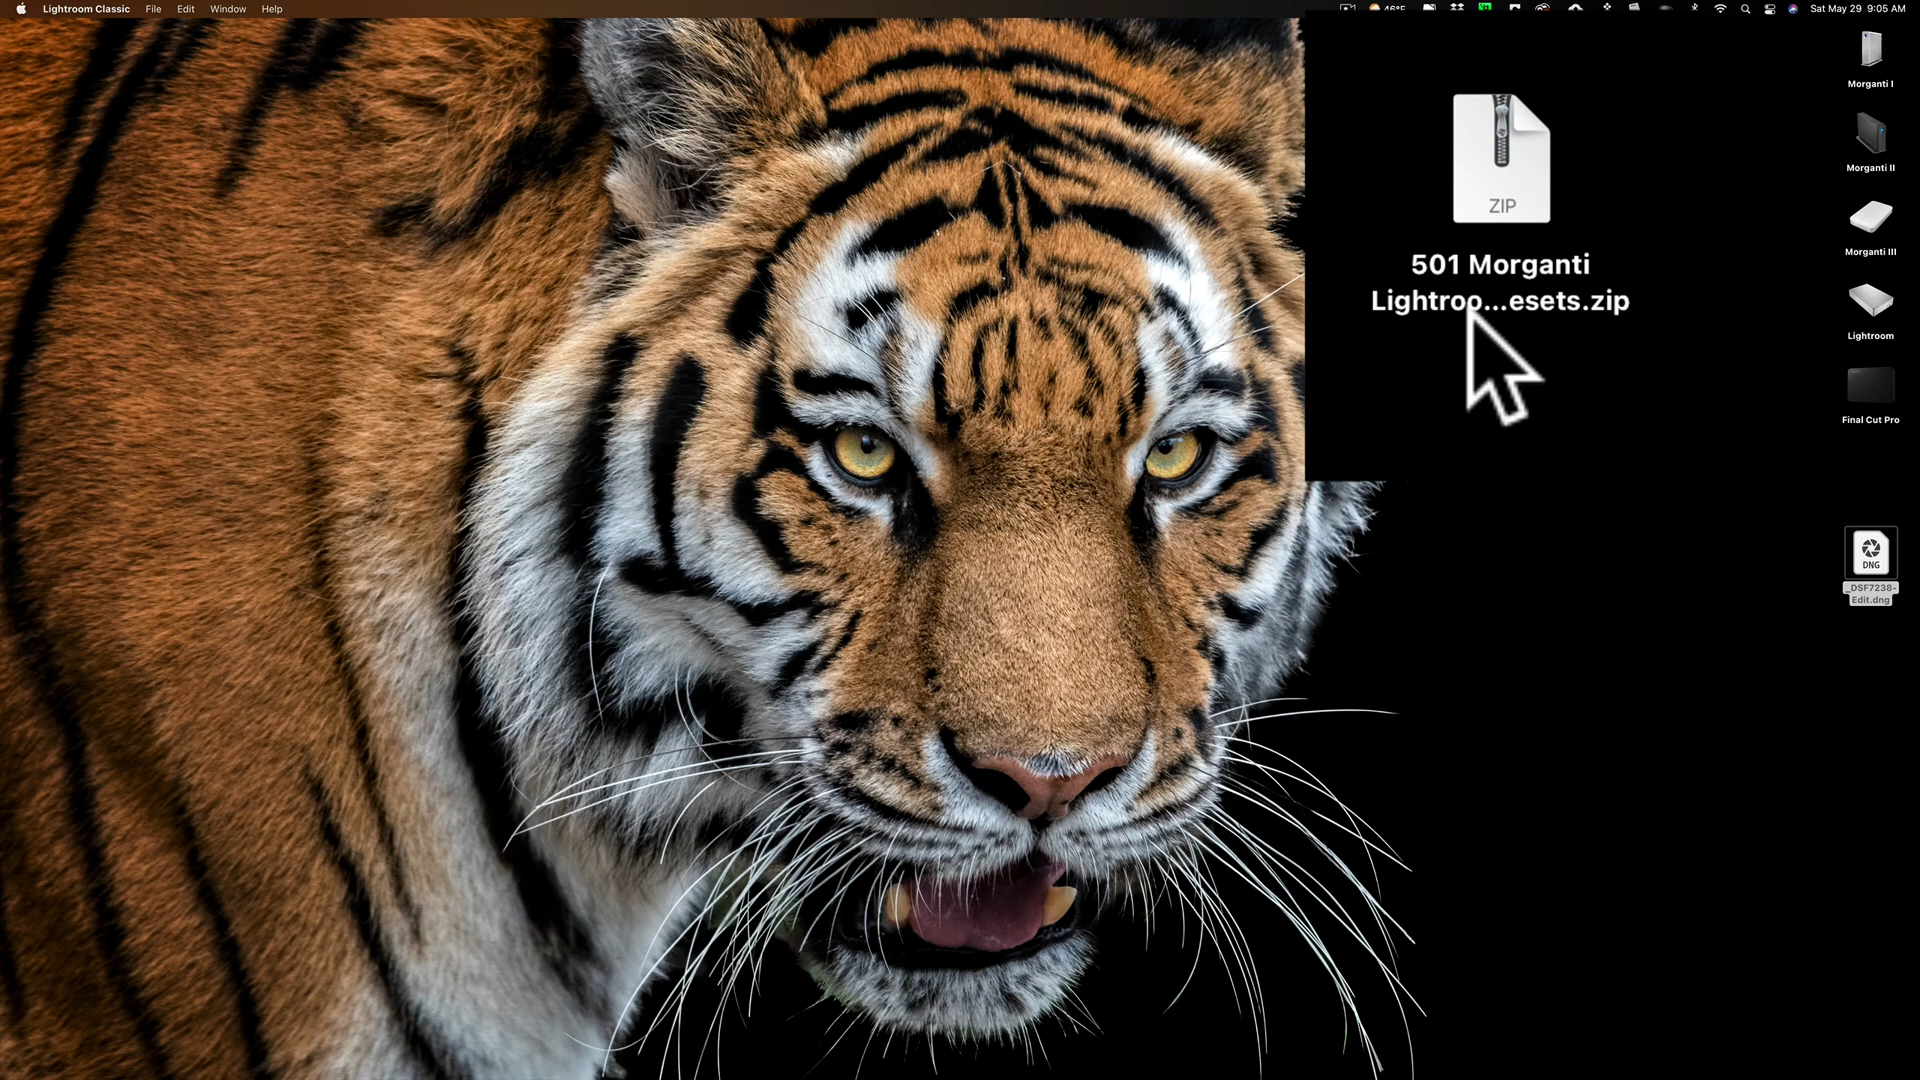 Lightroom Classic File Edit Window Help
46°F Sat May 29 9:05 AM
ZIP
501 Morganti
Lightroo...esets.zip
Morganti I
Morganti II
Morganti III
Lightroom
Final Cut Pro
DNG
_DSF7238-
Edit.dng